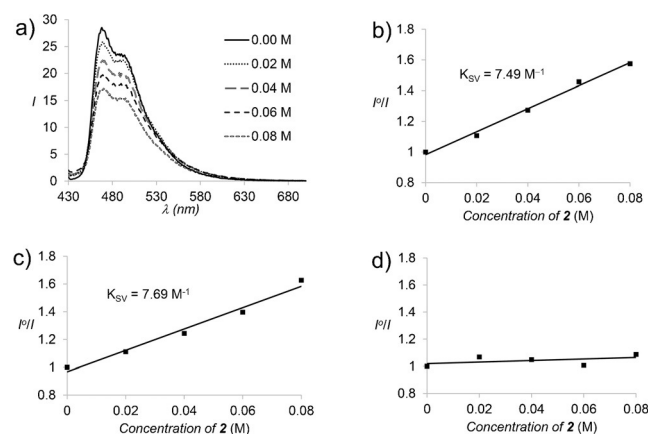 a)
30
25
20
15
10
5
0
I
430 480 530 580 630 680
λ (nm)
0.00 M
0.02 M
0.04 M
0.06 M
0.08 M
b)
1.8
1.6
1.4
1.2
1
0.8
Iº/I
K_SV = 7.49 M⁻¹
0 0.02 0.04 0.06 0.08
Concentration of 2 (M)
c)
1.8
1.6
1.4
1.2
1
0.8
Iº/I
K_SV = 7.69 M⁻¹
0 0.02 0.04 0.06 0.08
Concentration of 2 (M)
d)
1.8
1.6
1.4
1.2
1
0.8
Iº/I
0 0.02 0.04 0.06 0.08
Concentration of 2 (M)